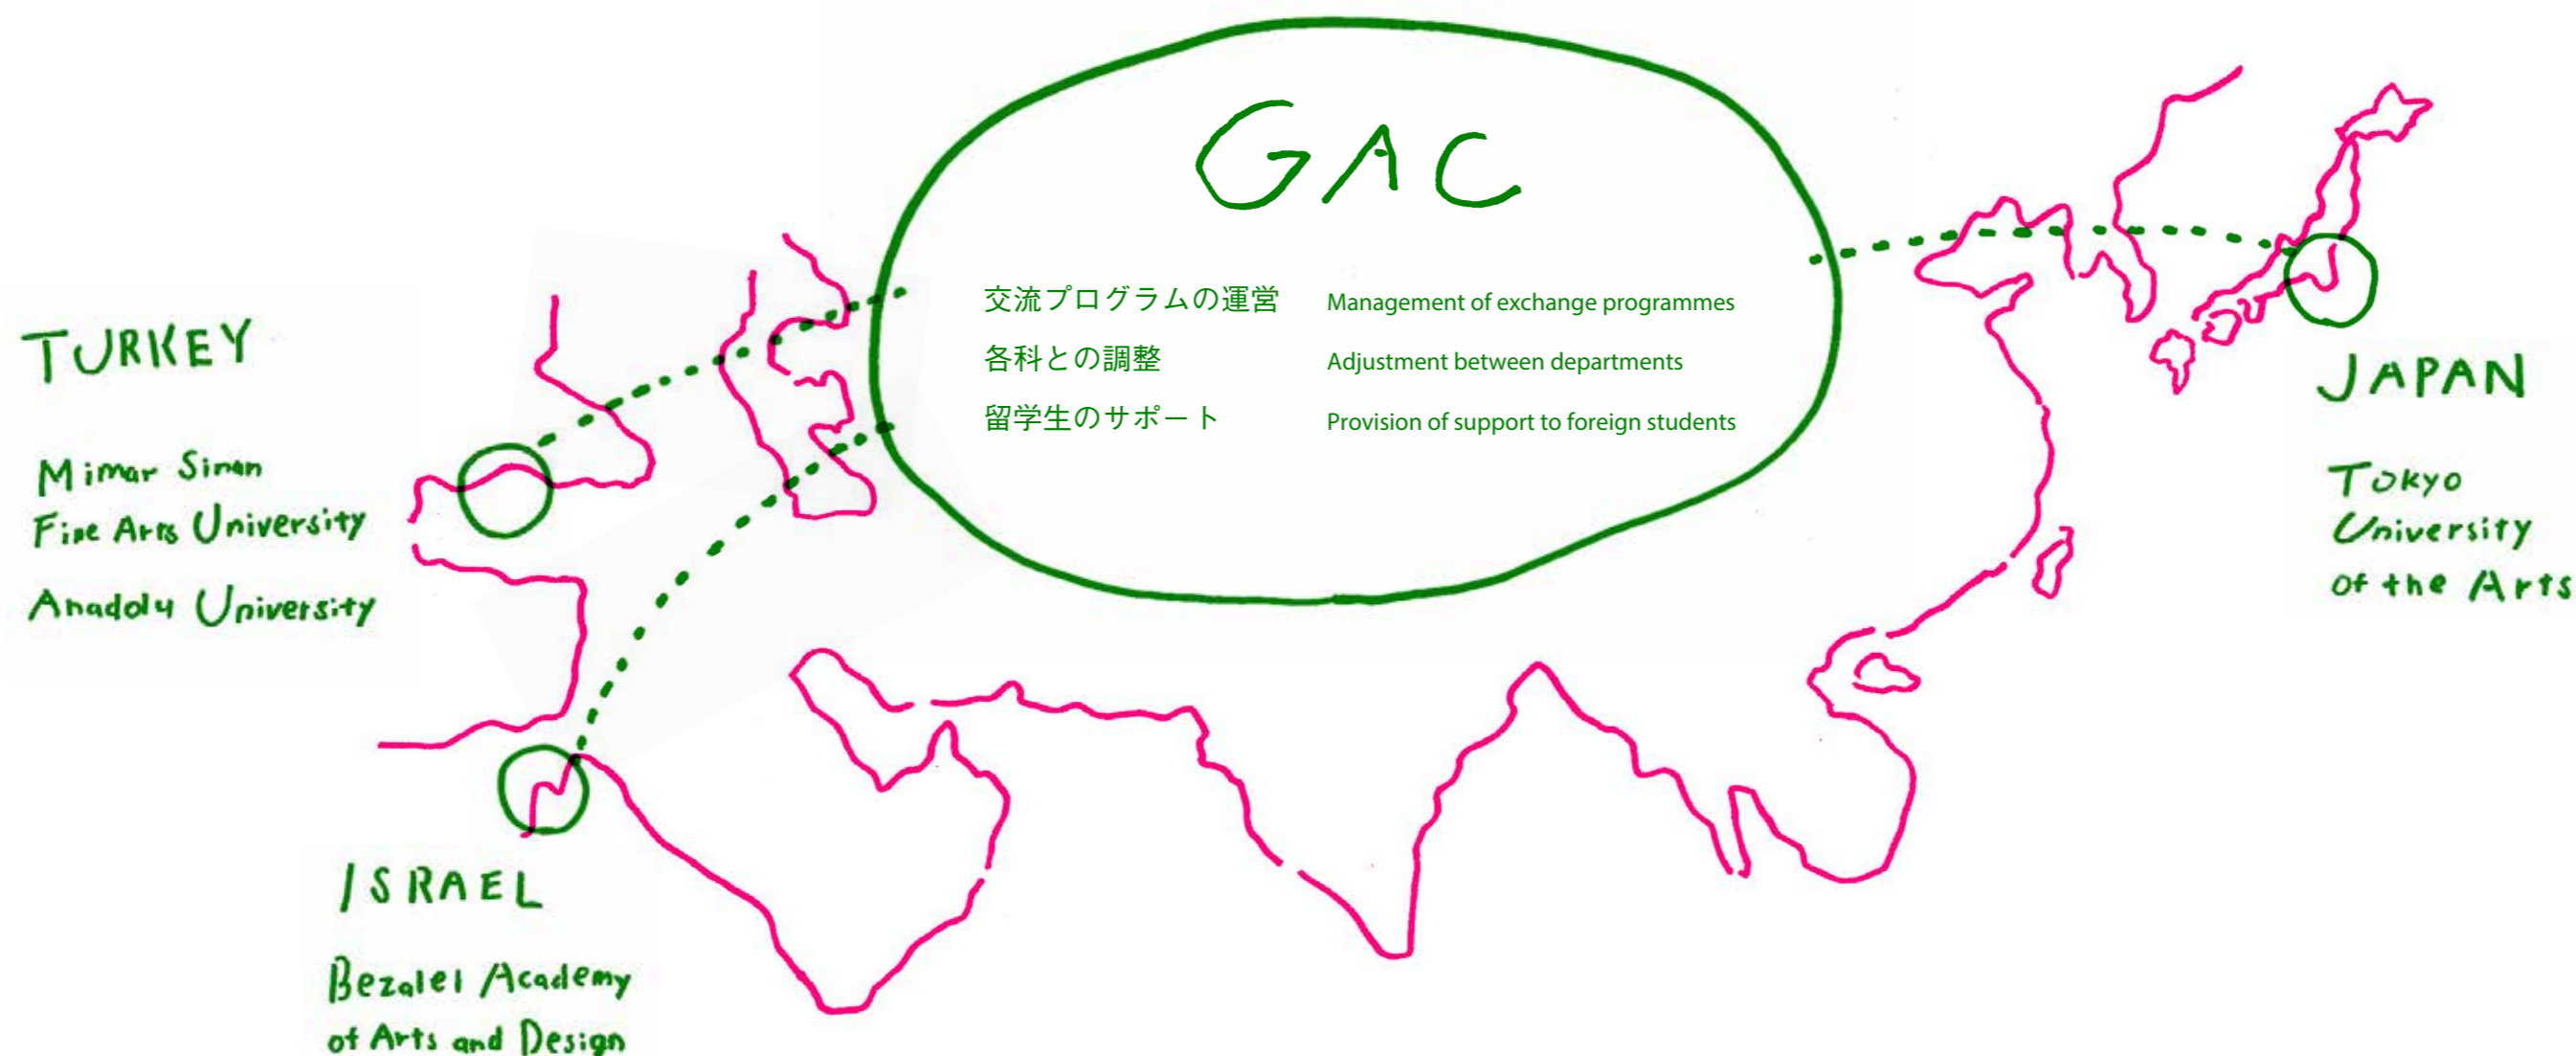 GAC
交流プログラムの運営 Management of exchange programmes
各科との調整 Adjustment between departments
留学生のサポート Provision of support to foreign students
TURKEY
Mimar Sinan
Fine Arts University
Anadolu University
ISRAEL
Bezalel Academy
of Arts and Design
JAPAN
Tokyo
University
of the Arts